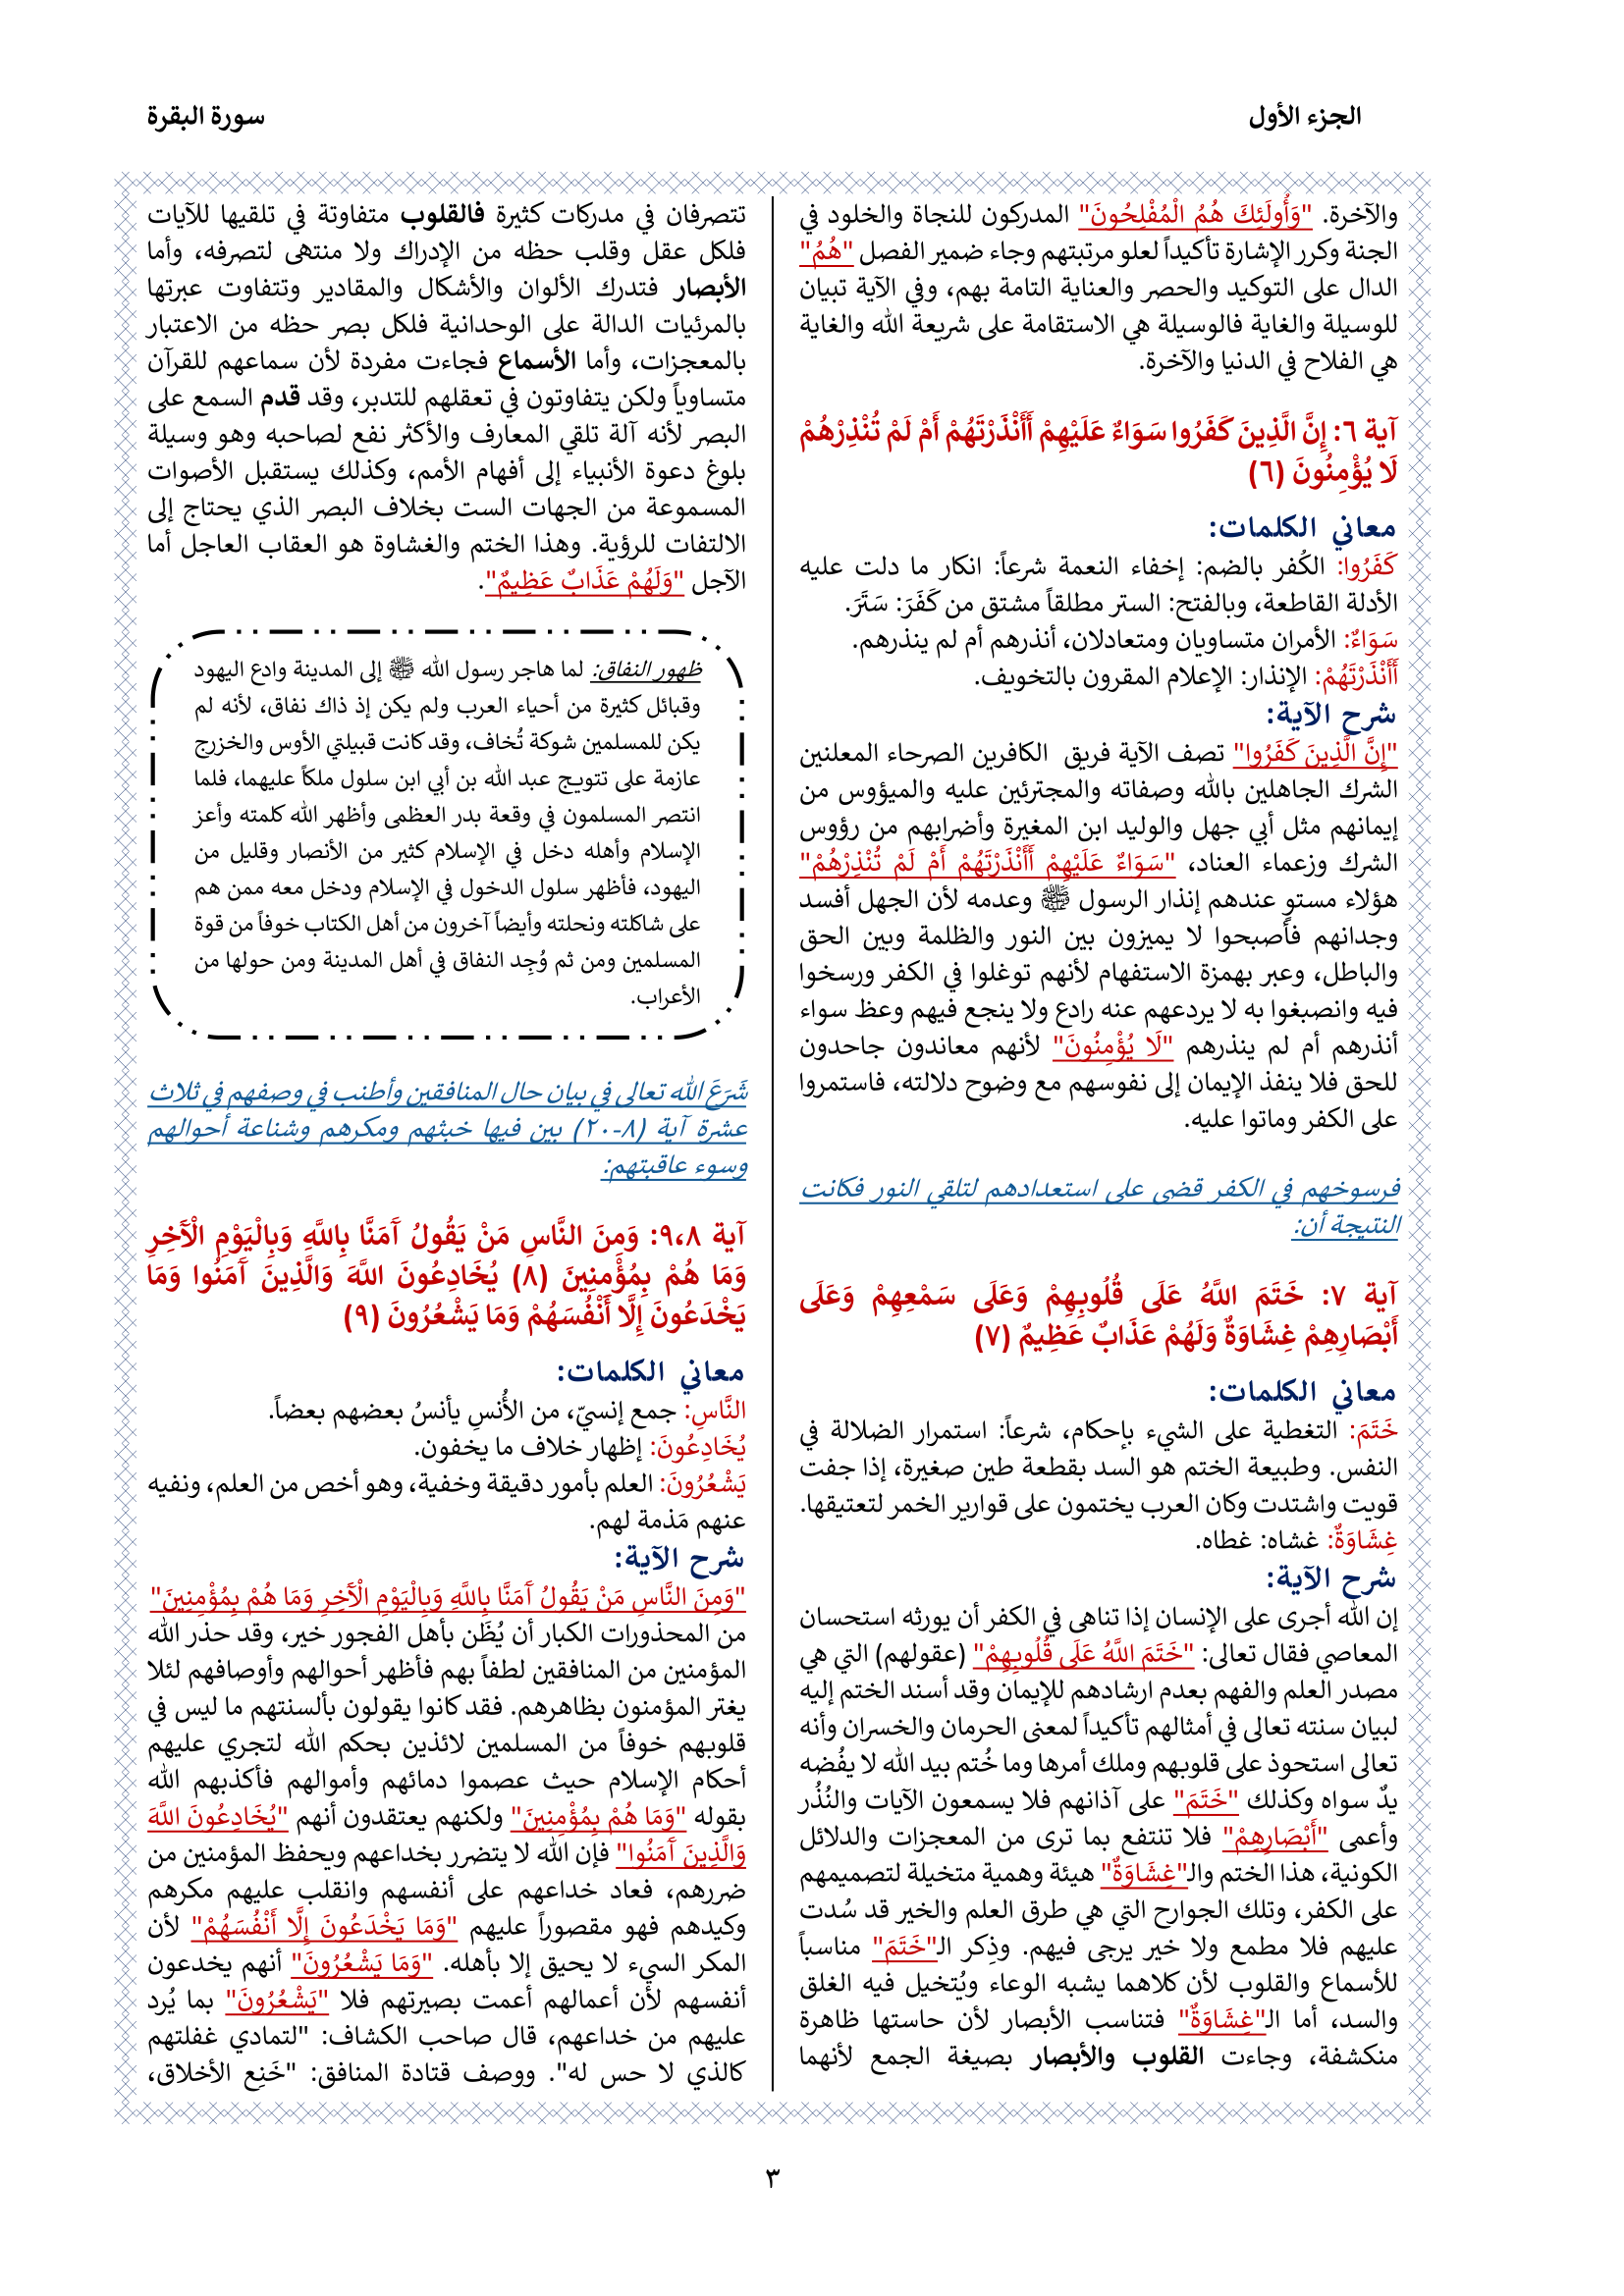 الجزء الأول
سورة البقرة
والآخرة. "وَأُولَئِكَ هُمُ الْمُفْلِحُونَ" المدركون للنجاة والخلود في
الجنة وكرر الإشارة تأكيداً لعلو مرتبتهم وجاء ضمير الفصل "هُمُ"
الدال على التوكيد والحصر والعناية التامة بهم، وفي الآية تبيان
للوسيلة والغاية فالوسيلة هي الاستقامة على شريعة الله والغاية
هي الفلاح في الدنيا والآخرة.
آية ٦: إِنَّ الَّذِينَ كَفَرُوا سَوَاءٌ عَلَيْهِمْ أَأَنْذَرْتَهُمْ أَمْ لَمْ تُنْذِرْهُمْ
لَا يُؤْمِنُونَ (٦)
معاني الكلمات:
كَفَرُوا: الكُفر بالضم: إخفاء النعمة شرعاً: انكار ما دلت عليه
الأدلة القاطعة، وبالفتح: الستر مطلقاً مشتق من كَفَرَ: سَتَرَ.
سَوَاءٌ: الأمران متساويان ومتعادلان، أنذرهم أم لم ينذرهم.
أَأَنْذَرْتَهُمْ: الإنذار: الإعلام المقرون بالتخويف.
شرح الآية:
"إِنَّ الَّذِينَ كَفَرُوا" تصف الآية فريق الكافرين الصرحاء المعلنين
الشرك الجاهلين بالله وصفاته والمجترئين عليه والميؤوس من
إيمانهم مثل أبي جهل والوليد ابن المغيرة وأضرابهم من رؤوس
الشرك وزعماء العناد، "سَوَاءٌ عَلَيْهِمْ أَأَنْذَرْتَهُمْ أَمْ لَمْ تُنْذِرْهُمْ"
هؤلاء مستوٍ عندهم إنذار الرسول ﷺ وعدمه لأن الجهل أفسد
وجدانهم فأصبحوا لا يميزون بين النور والظلمة وبين الحق
والباطل، وعبر بهمزة الاستفهام لأنهم توغلوا في الكفر ورسخوا
فيه وانصبغوا به لا يردعهم عنه رادع ولا ينجع فيهم وعظ سواء
أنذرهم أم لم ينذرهم "لَا يُؤْمِنُونَ" لأنهم معاندون جاحدون
للحق فلا ينفذ الإيمان إلى نفوسهم مع وضوح دلالته، فاستمروا
على الكفر وماتوا عليه.
فرسوخهم في الكفر قضى على استعدادهم لتلقي النور فكانت
النتيجة أن:
آية ٧: خَتَمَ اللَّهُ عَلَى قُلُوبِهِمْ وَعَلَى سَمْعِهِمْ وَعَلَى
أَبْصَارِهِمْ غِشَاوَةٌ وَلَهُمْ عَذَابٌ عَظِيمٌ (٧)
معاني الكلمات:
خَتَمَ: التغطية على الشيء بإحكام، شرعاً: استمرار الضلالة في
النفس. وطبيعة الختم هو السد بقطعة طين صغيرة، إذا جفت
قويت واشتدت وكان العرب يختمون على قوارير الخمر لتعتيقها.
غِشَاوَةٌ: غشاه: غطاه.
شرح الآية:
إن الله أجرى على الإنسان إذا تناهى في الكفر أن يورثه استحسان
المعاصي فقال تعالى: "خَتَمَ اللَّهُ عَلَى قُلُوبِهِمْ" (عقولهم) التي هي
مصدر العلم والفهم بعدم ارشادهم للإيمان وقد أسند الختم إليه
لبيان سنته تعالى في أمثالهم تأكيداً لمعنى الحرمان والخسران وأنه
تعالى استحوذ على قلوبهم وملك أمرها وما خُتم بيد الله لا يفُضه
يدٌ سواه وكذلك "خَتَمَ" على آذانهم فلا يسمعون الآيات والنُذُر
وأعمى "أَبْصَارِهِمْ" فلا تنتفع بما ترى من المعجزات والدلائل
الكونية، هذا الختم والـ"غِشَاوَةٌ" هيئة وهمية متخيلة لتصميمهم
على الكفر، وتلك الجوارح التي هي طرق العلم والخير قد سُدت
عليهم فلا مطمع ولا خير يرجى فيهم. وذِكر الـ"خَتَمَ" مناسباً
للأسماع والقلوب لأن كلاهما يشبه الوعاء ويُتخيل فيه الغلق
والسد، أما الـ"غِشَاوَةٌ" فتناسب الأبصار لأن حاستها ظاهرة
منكشفة، وجاءت القلوب والأبصار بصيغة الجمع لأنهما
تتصرفان في مدركات كثيرة فالقلوب متفاوتة في تلقيها للآيات
فلكل عقل وقلب حظه من الإدراك ولا منتهى لتصرفه، وأما
الأبصار فتدرك الألوان والأشكال والمقادير وتتفاوت عبرتها
بالمرئيات الدالة على الوحدانية فلكل بصر حظه من الاعتبار
بالمعجزات، وأما الأسماع فجاءت مفردة لأن سماعهم للقرآن
متساوياً ولكن يتفاوتون في تعقلهم للتدبر، وقد قدم السمع على
البصر لأنه آلة تلقي المعارف والأكثر نفع لصاحبه وهو وسيلة
بلوغ دعوة الأنبياء إلى أفهام الأمم، وكذلك يستقبل الأصوات
المسموعة من الجهات الست بخلاف البصر الذي يحتاج إلى
الالتفات للرؤية. وهذا الختم والغشاوة هو العقاب العاجل أما
الآجل "وَلَهُمْ عَذَابٌ عَظِيمٌ".
ظهور النفاق: لما هاجر رسول الله ﷺ إلى المدينة وادع اليهود
وقبائل كثيرة من أحياء العرب ولم يكن إذ ذاك نفاق، لأنه لم
يكن للمسلمين شوكة تُخاف، وقد كانت قبيلتي الأوس والخزرج
عازمة على تتويج عبد الله بن أبي ابن سلول ملكاً عليهما، فلما
انتصر المسلمون في وقعة بدر العظمى وأظهر الله كلمته وأعز
الإسلام وأهله دخل في الإسلام كثير من الأنصار وقليل من
اليهود، فأظهر سلول الدخول في الإسلام ودخل معه ممن هم
على شاكلته ونحلته وأيضاً آخرون من أهل الكتاب خوفاً من قوة
المسلمين ومن ثم وُجِد النفاق في أهل المدينة ومن حولها من
الأعراب.
شَرَعَ الله تعالى في بيان حال المنافقين وأطنب في وصفهم في ثلاث
عشرة آية (٨-٢٠) بين فيها خبثهم ومكرهم وشناعة أحوالهم
وسوء عاقبتهم:
آية ٩،٨: وَمِنَ النَّاسِ مَنْ يَقُولُ آَمَنَّا بِاللَّهِ وَبِالْيَوْمِ الْآَخِرِ
وَمَا هُمْ بِمُؤْمِنِينَ (٨) يُخَادِعُونَ اللَّهَ وَالَّذِينَ آَمَنُوا وَمَا
يَخْدَعُونَ إِلَّا أَنْفُسَهُمْ وَمَا يَشْعُرُونَ (٩)
معاني الكلمات:
النَّاسِ: جمع إنسيّ، من الأُنسِ يأنسُ بعضهم بعضاً.
يُخَادِعُونَ: إظهار خلاف ما يخفون.
يَشْعُرُونَ: العلم بأمور دقيقة وخفية، وهو أخص من العلم، ونفيه
عنهم مَذمة لهم.
شرح الآية:
"وَمِنَ النَّاسِ مَنْ يَقُولُ آَمَنَّا بِاللَّهِ وَبِالْيَوْمِ الْآَخِرِ وَمَا هُمْ بِمُؤْمِنِينَ"
من المحذورات الكبار أن يُظَن بأهل الفجور خير، وقد حذر الله
المؤمنين من المنافقين لطفاً بهم فأظهر أحوالهم وأوصافهم لئلا
يغتر المؤمنون بظاهرهم. فقد كانوا يقولون بألسنتهم ما ليس في
قلوبهم خوفاً من المسلمين لائذين بحكم الله لتجري عليهم
أحكام الإسلام حيث عصموا دمائهم وأموالهم فأكذبهم الله
بقوله "وَمَا هُمْ بِمُؤْمِنِينَ" ولكنهم يعتقدون أنهم "يُخَادِعُونَ اللَّهَ
وَالَّذِينَ آَمَنُوا" فإن الله لا يتضرر بخداعهم ويحفظ المؤمنين من
ضررهم، فعاد خداعهم على أنفسهم وانقلب عليهم مكرهم
وكيدهم فهو مقصوراً عليهم "وَمَا يَخْدَعُونَ إِلَّا أَنْفُسَهُمْ" لأن
المكر السيء لا يحيق إلا بأهله. "وَمَا يَشْعُرُونَ" أنهم يخدعون
أنفسهم لأن أعمالهم أعمت بصيرتهم فلا "يَشْعُرُونَ" بما يُرد
عليهم من خداعهم، قال صاحب الكشاف: "لتمادي غفلتهم
كالذي لا حس له". ووصف قتادة المنافق: "خَنِع الأخلاق،
٣